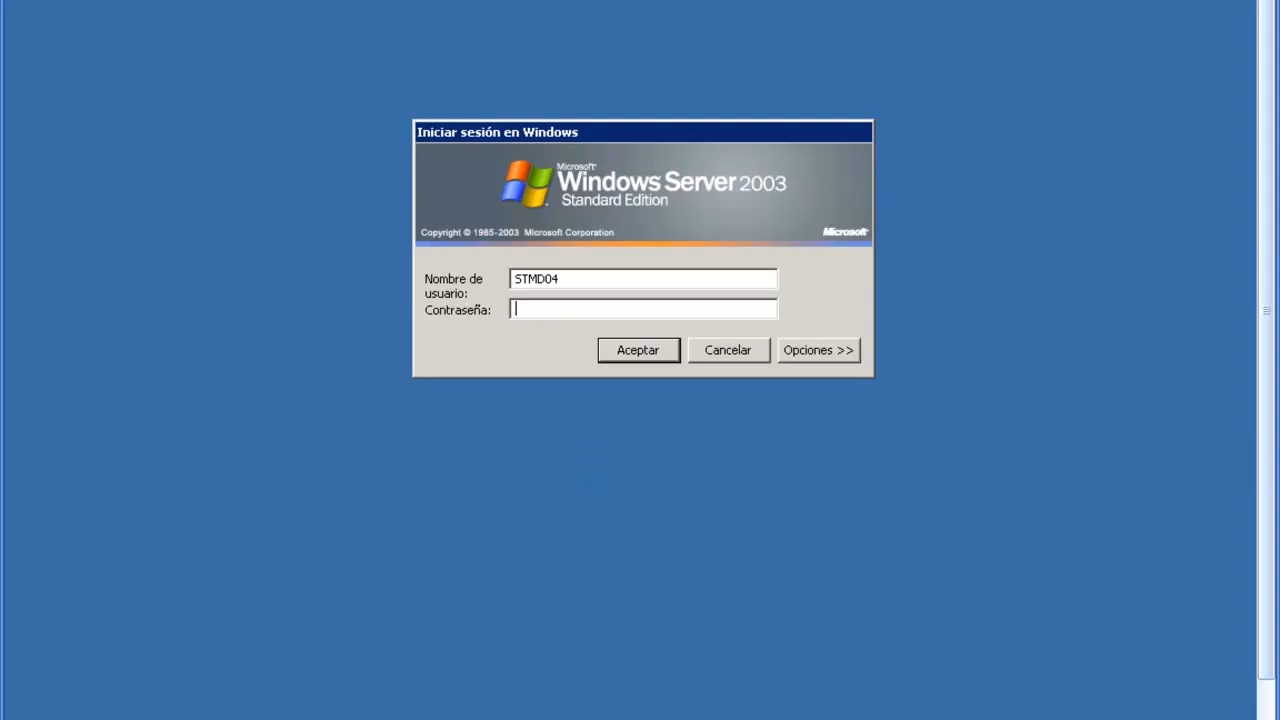 Iniciar sesión en Windows
Microsoft
Windows Server 2003
Standard Edition
Copyright © 1985-2003 Microsoft Corporation
Microsoft
Nombre de usuario:
STMD04
Contraseña:
Aceptar
Cancelar
Opciones >>